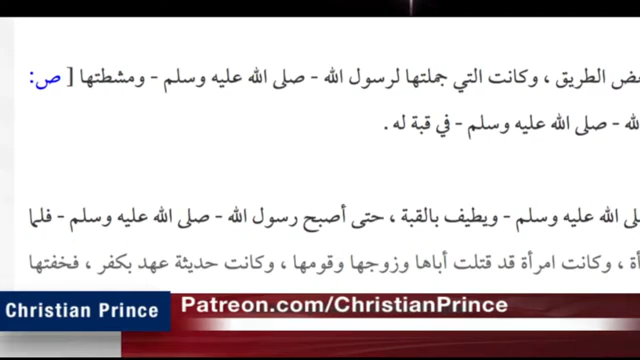 عض الطريق ، وكانت التي جملتها لرسول الله - صلى الله عليه وسلم - ومشطتها [ ص:
لله - صلى الله عليه وسلم - في قبة له .
لى الله عليه وسلم - ويطيف بالقبة ، حتى أصبح رسول الله - صلى الله عليه وسلم - فلما
أة ، وكانت امرأة قد قتلت أباها وزوجها وقومها ، وكانت حديثة عهد بكفر ، فخفتها
Christian Prince
Patreon.com/ChristianPrince